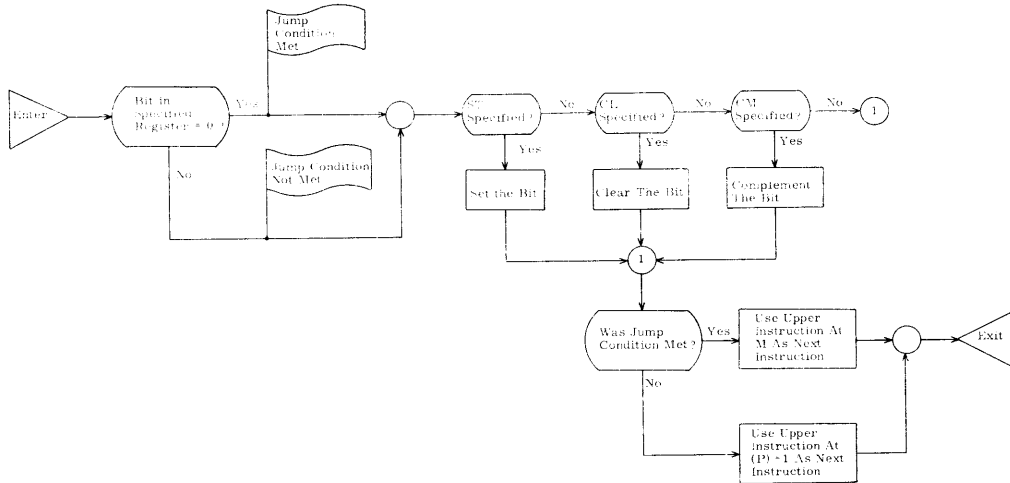 Jump
Condition
Met
Enter
Bit in
Specified
Register = 0 ?
Yes
No
Jump Condition
Not Met
ST
Specified?
No
CL
Specified?
No
CM
Specified?
No
1
Yes
Yes
Yes
Set the Bit
Clear The Bit
Complement
The Bit
1
Was Jump
Condition Met?
Yes
Use Upper
Instruction At
M As Next
Instruction
Exit
No
Use Upper
Instruction At
(P) +1 As Next
Instruction